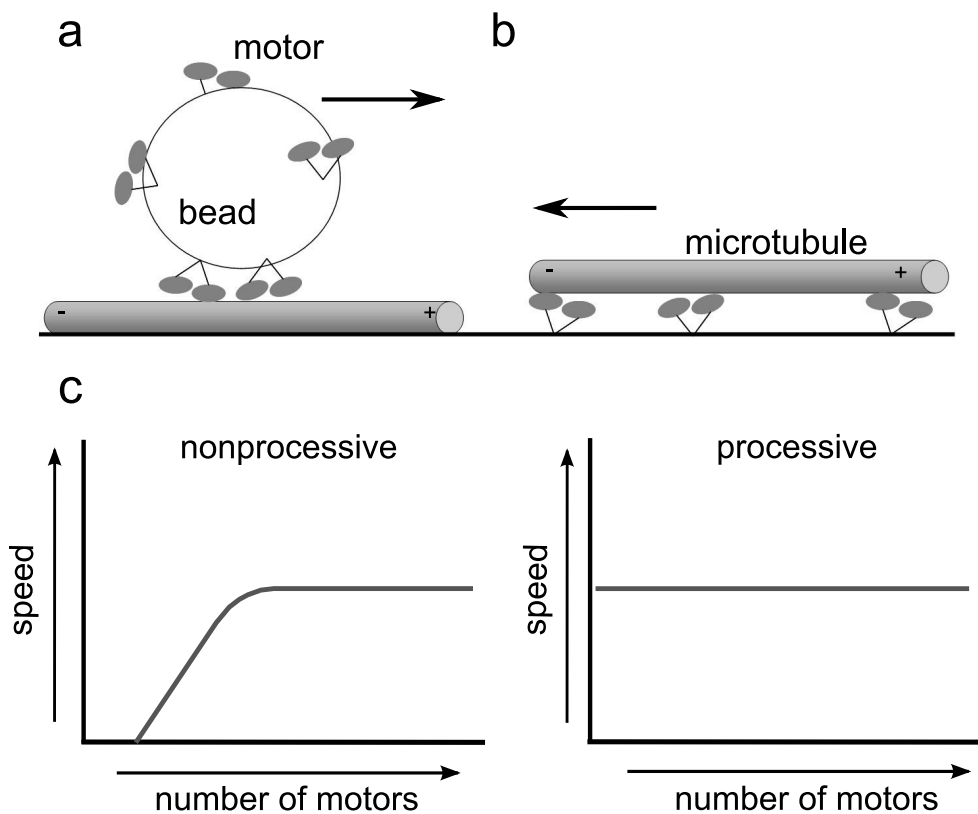 a
motor
bead
- +
b
microtubule
- +
c
nonprocessive
speed
number of motors
processive
speed
number of motors